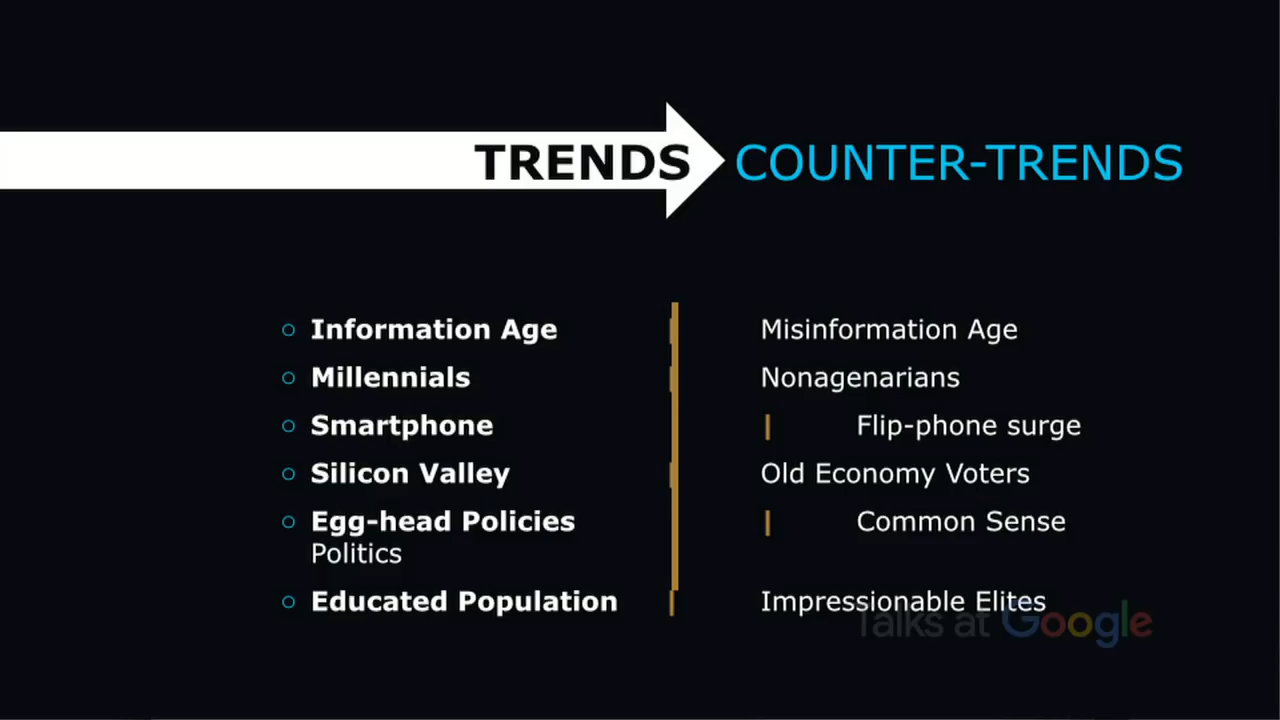 TRENDS COUNTER-TRENDS
Information Age Misinformation Age
Millennials Nonagenarians
Smartphone Flip-phone surge
Silicon Valley Old Economy Voters
Egg-head Policies Common Sense
Politics
Educated Population Impressionable Elites
Talks at Google